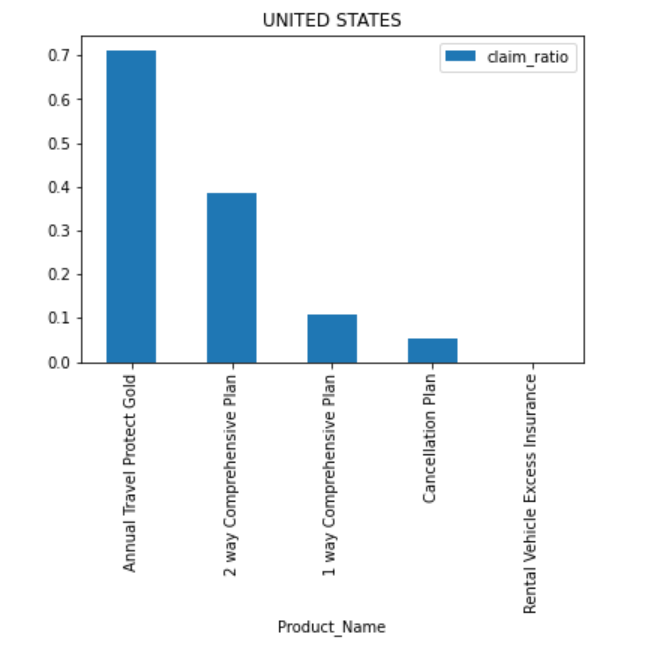 UNITED STATES
claim_ratio
0.7
0.6
0.5
0.4
0.3
0.2
0.1
0.0
Annual Travel Protect Gold
2 way Comprehensive Plan
1 way Comprehensive Plan
Cancellation Plan
Rental Vehicle Excess Insurance
Product_Name